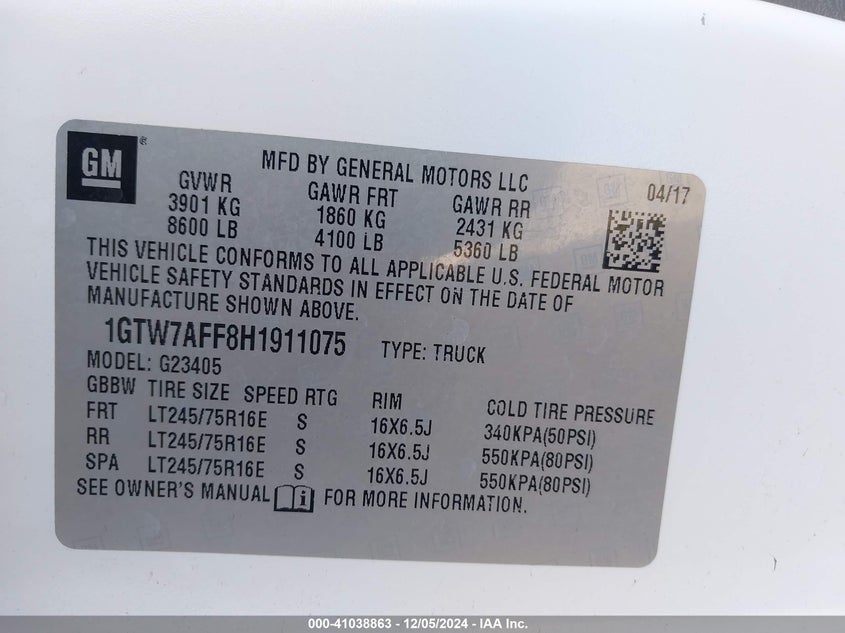 GM
MFD BY GENERAL MOTORS LLC
04/17
GVWR GAWR FRT GAWR RR
3901 KG 1860 KG 2431 KG
8600 LB 4100 LB 5360 LB
THIS VEHICLE CONFORMS TO ALL APPLICABLE U.S. FEDERAL MOTOR
VEHICLE SAFETY STANDARDS IN EFFECT ON THE DATE OF
MANUFACTURE SHOWN ABOVE.
1GTW7AFF8H1911075 TYPE: TRUCK
MODEL: G23405
GBBW TIRE SIZE SPEED RTG RIM COLD TIRE PRESSURE
FRT LT245/75R16E S 16X6.5J 340KPA(50PSI)
RR LT245/75R16E S 16X6.5J 550KPA(80PSI)
SPA LT245/75R16E S 16X6.5J 550KPA(80PSI)
SEE OWNER'S MANUAL i FOR MORE INFORMATION.
000-41038863 - 12/05/2024 - IAA Inc.